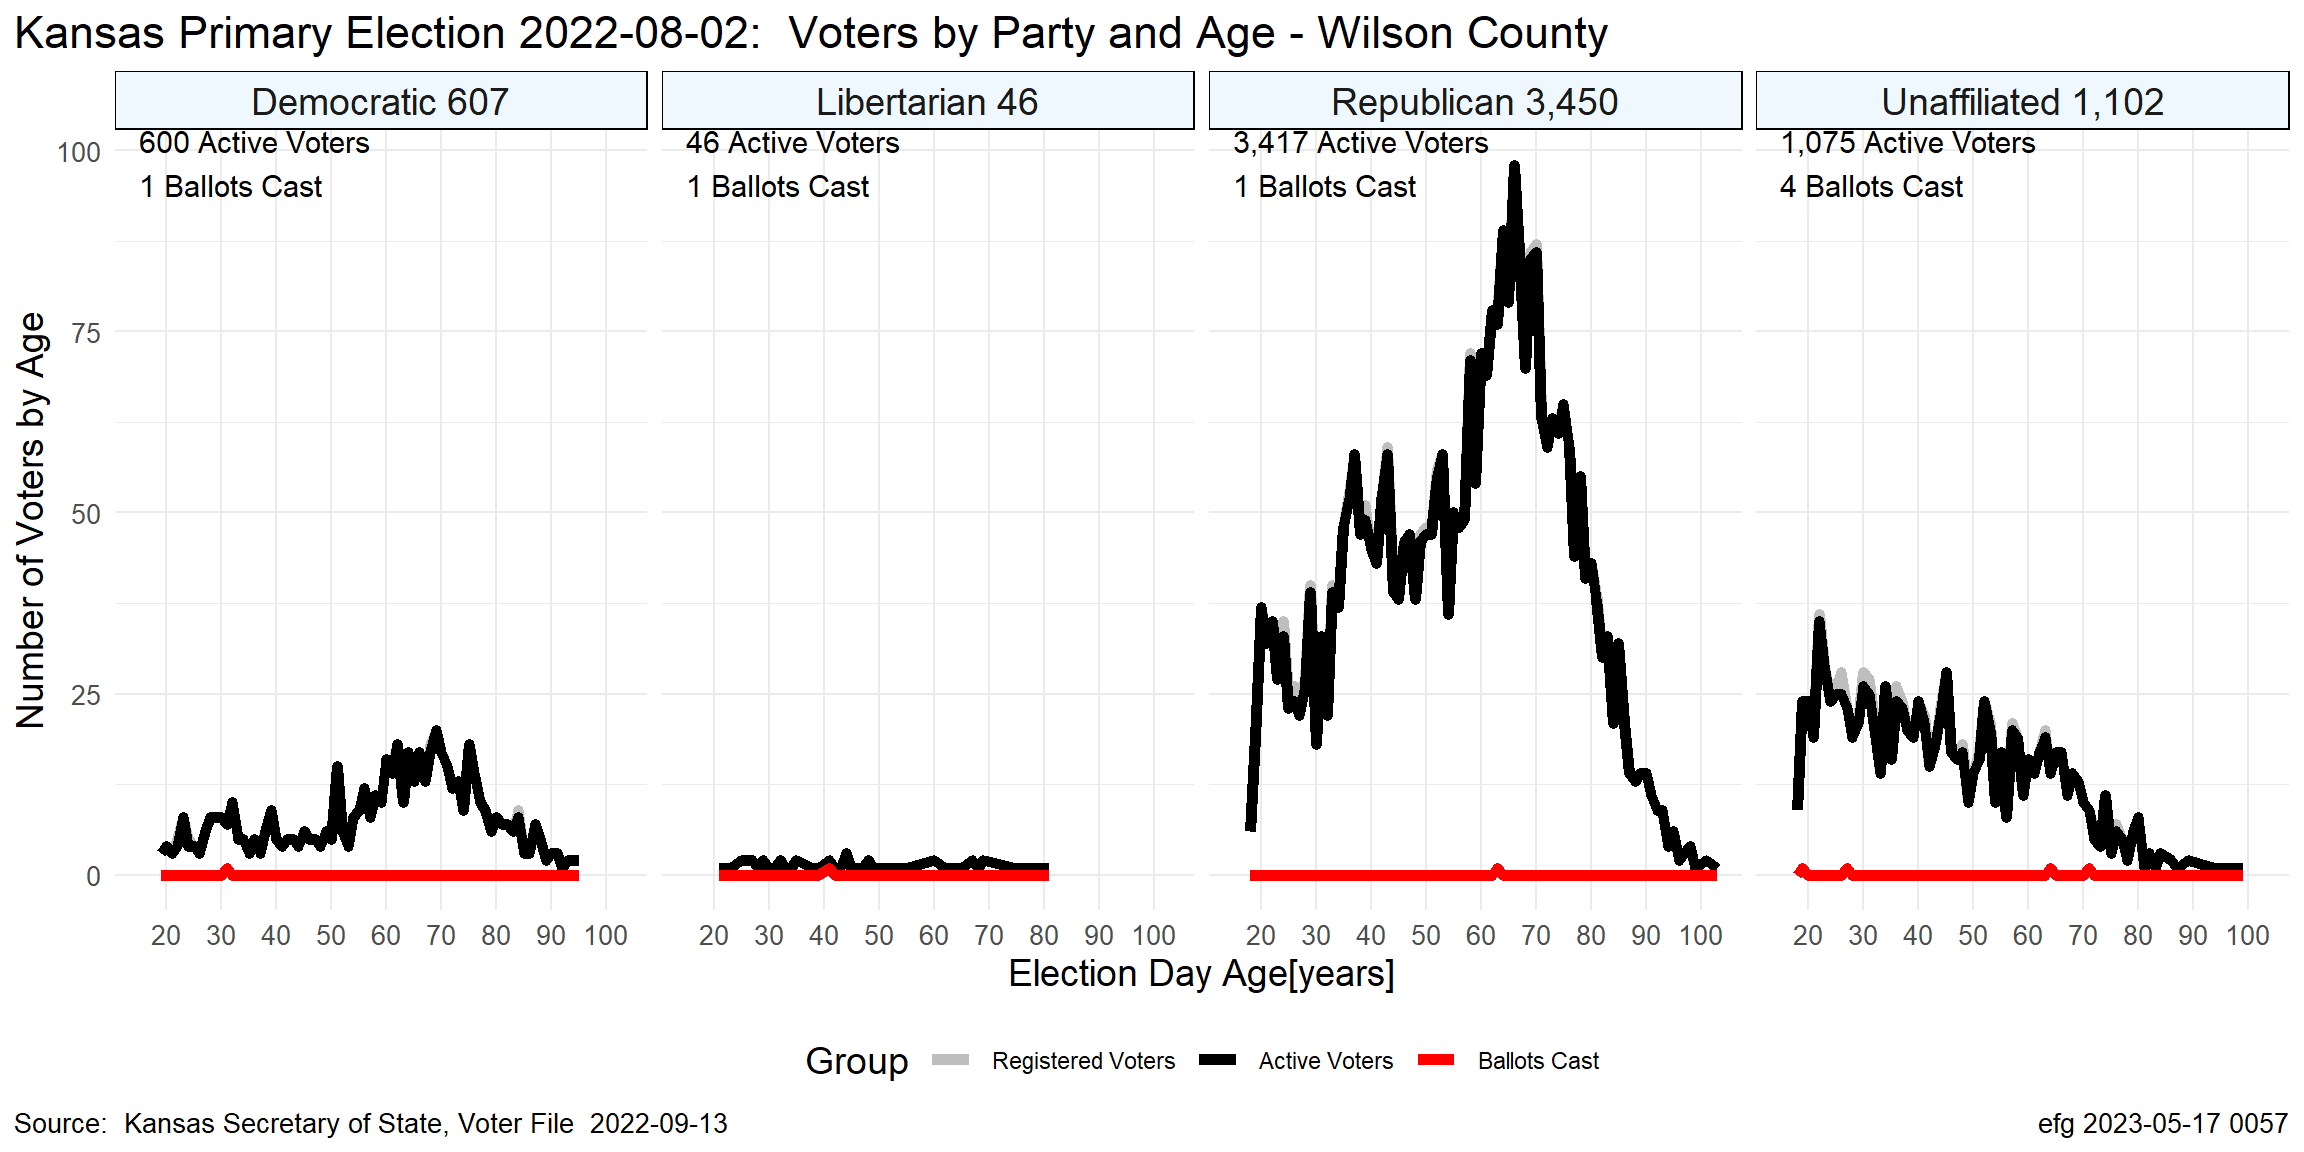 Kansas Primary Election 2022-08-02:  Voters by Party and Age - Wilson County
Democratic 607
Libertarian 46
Republican 3,450
Unaffiliated 1,102
600 Active Voters
1 Ballots Cast
46 Active Voters
1 Ballots Cast
3,417 Active Voters
1 Ballots Cast
1,075 Active Voters
4 Ballots Cast
Number of Voters by Age
100
75
50
25
0
20 30 40 50 60 70 80 90 100
20 30 40 50 60 70 80 90 100
20 30 40 50 60 70 80 90 100
20 30 40 50 60 70 80 90 100
Election Day Age[years]
Group Registered Voters Active Voters Ballots Cast
Source:  Kansas Secretary of State, Voter File  2022-09-13
efg 2023-05-17 0057